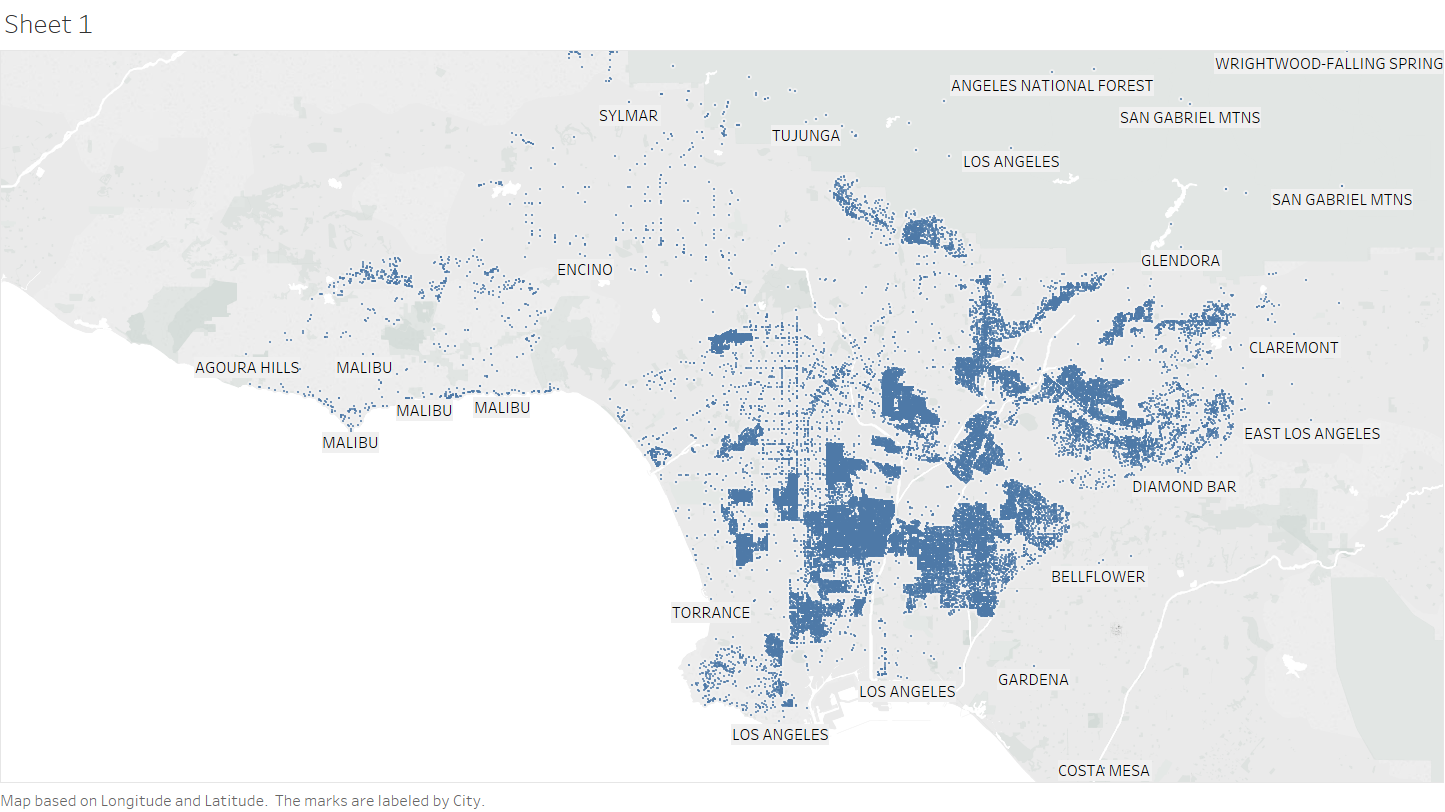 Sheet 1
WRIGHTWOOD-FALLING SPRING
ANGELES NATIONAL FOREST
SYLMAR
SAN GABRIEL MTNS
TUJUNGA
LOS ANGELES
SAN GABRIEL MTNS
GLENDORA
ENCINO
CLAREMONT
AGOURA HILLS
MALIBU
MALIBU
MALIBU
EAST LOS ANGELES
MALIBU
DIAMOND BAR
BELLFLOWER
TORRANCE
GARDENA
LOS ANGELES
LOS ANGELES
COSTA MESA
Map based on Longitude and Latitude. The marks are labeled by City.